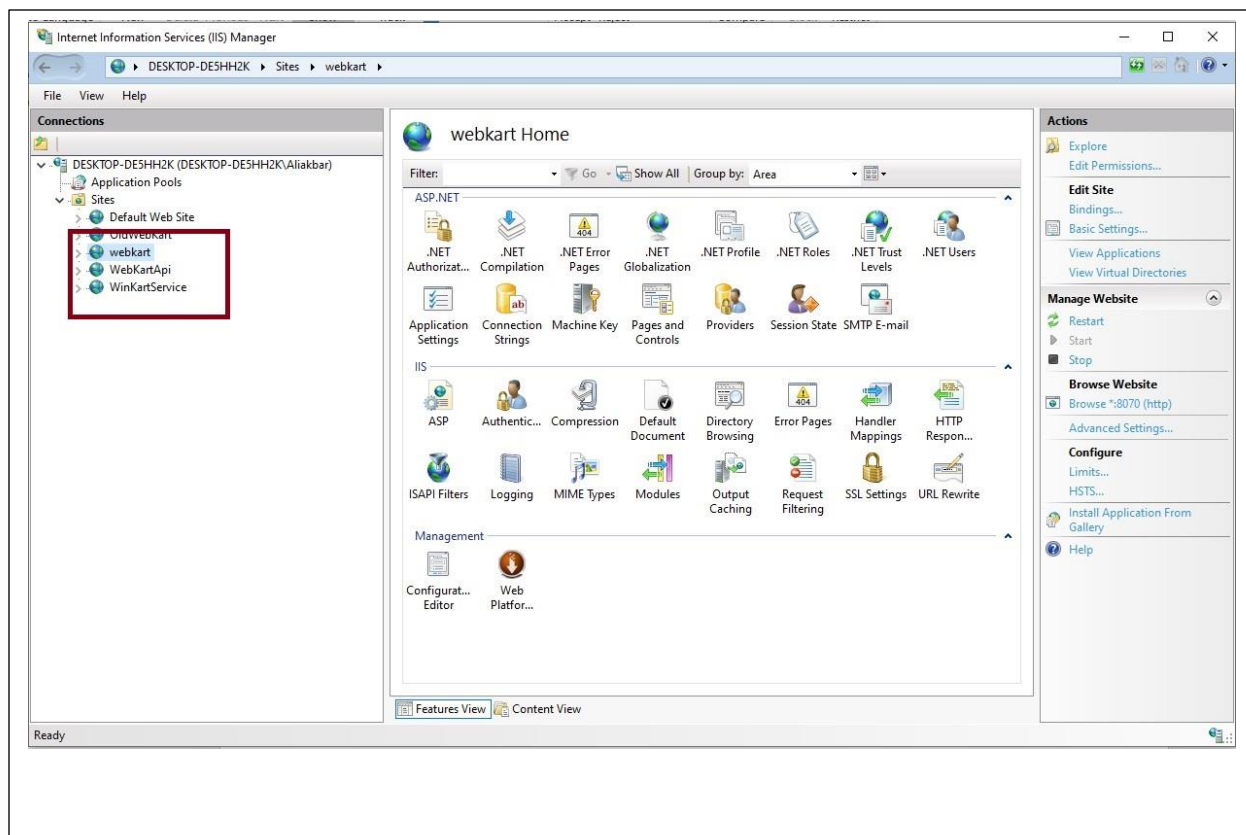 Internet Information Services (IIS) Manager
DESKTOP-DE5HH2K Sites webkart
File View Help
Connections
DESKTOP-DE5HH2K (DESKTOP-DE5HH2K\Aliakbar)
Application Pools
Sites
Default Web Site
OldWebKart
webkart
WebKartApi
WinKartService
webkart Home
Filter: Go Show All Group by: Area
ASP.NET
.NET Authorizat...
.NET Compilation
.NET Error Pages
.NET Globalization
.NET Profile
.NET Roles
.NET Trust Levels
.NET Users
Application Settings
Connection Strings
Machine Key
Pages and Controls
Providers
Session State
SMTP E-mail
IIS
ASP
Authentic...
Compression
Default Document
Directory Browsing
Error Pages
Handler Mappings
HTTP Respon...
ISAPI Filters
Logging
MIME Types
Modules
Output Caching
Request Filtering
SSL Settings
URL Rewrite
Management
Configurat... Editor
Web Platfor...
Features View Content View
Ready
Actions
Explore
Edit Permissions...
Edit Site
Bindings...
Basic Settings...
View Applications
View Virtual Directories
Manage Website
Restart
Start
Stop
Browse Website
Browse *:8070 (http)
Advanced Settings...
Configure
Limits...
HSTS...
Install Application From
Gallery
Help